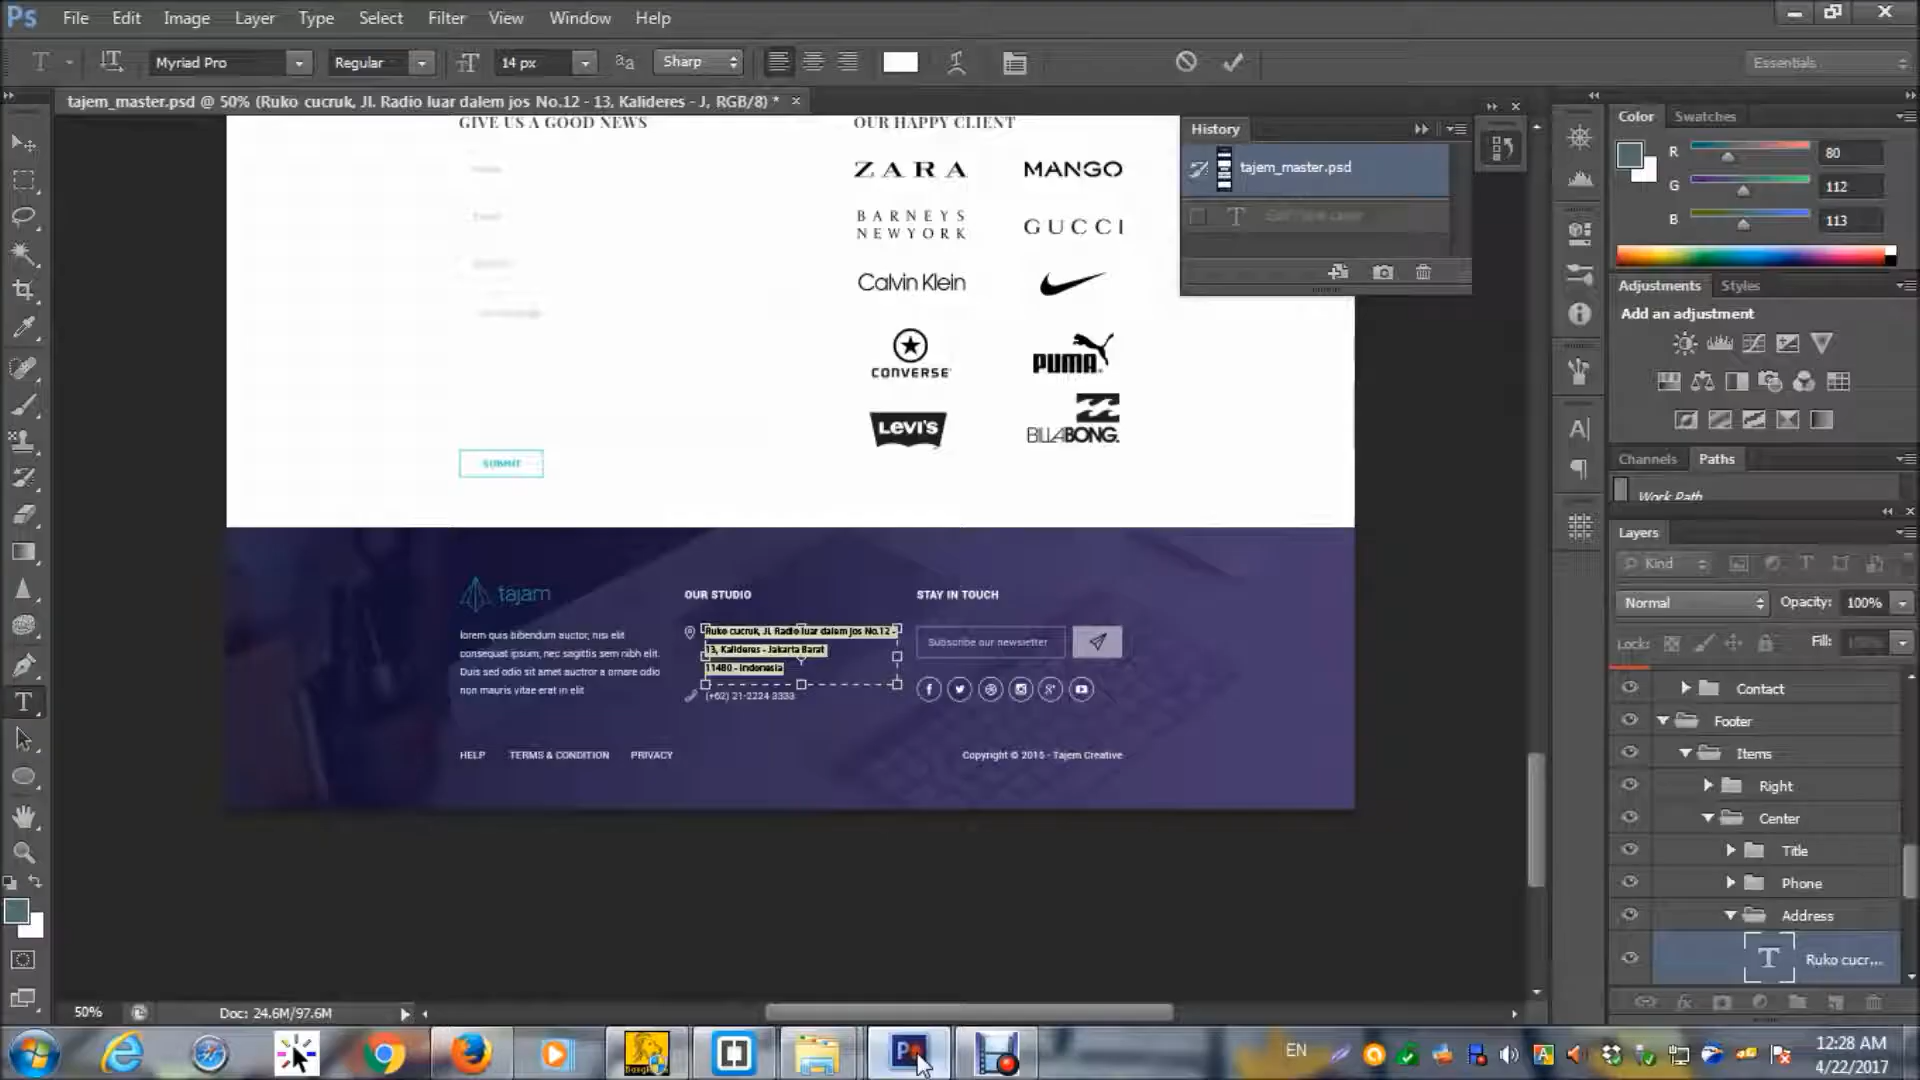 Ps File Edit Image Layer Type Select Filter View Window Help
T Myriad Pro Regular 14 px Sharp Essentials
tajem_master.psd @ 50% (Ruko cucruk, Jl. Radio luar dalem jos No.12 - 13, Kalideres - J, RGB/8) *
GIVE US A GOOD NEWS
SUBMIT
OUR HAPPY CLIENT
ZARA MANGO
BARNEYS
NEWYORK
GUCCI
Calvin Klein
CONVERSE
PUMA
LEVI'S
BILLABONG.
tajam
lorem quis bibendum auctor, nisi elit
consequat ipsum, nec sagittis sem nibh elit.
Duis sed odio sit amet auctror a ornare odio
non mauris vitae erat in elit
OUR STUDIO
Ruko cucruk, Jl. Radio luar dalem jos No.12 -
13, Kalideres - Jakarta Barat
11480 - Indonesia
(+62) 21-2224 3333
STAY IN TOUCH
Subscribe our newsletter
HELP TERMS & CONDITION PRIVACY
Copyright © 2015 - Tajem Creative
History
tajem_master.psd
Color Swatches
R 80
G 112
B 113
Adjustments Styles
Add an adjustment
Channels Paths
Work Path
Layers
Kind
Normal Opacity: 100%
Lock: Fill:
Contact
Footer
Items
Right
Center
Title
Phone
Address
Ruko cucr...
50% Doc: 24.6M/97.6M
EN
12:28 AM
4/22/2017